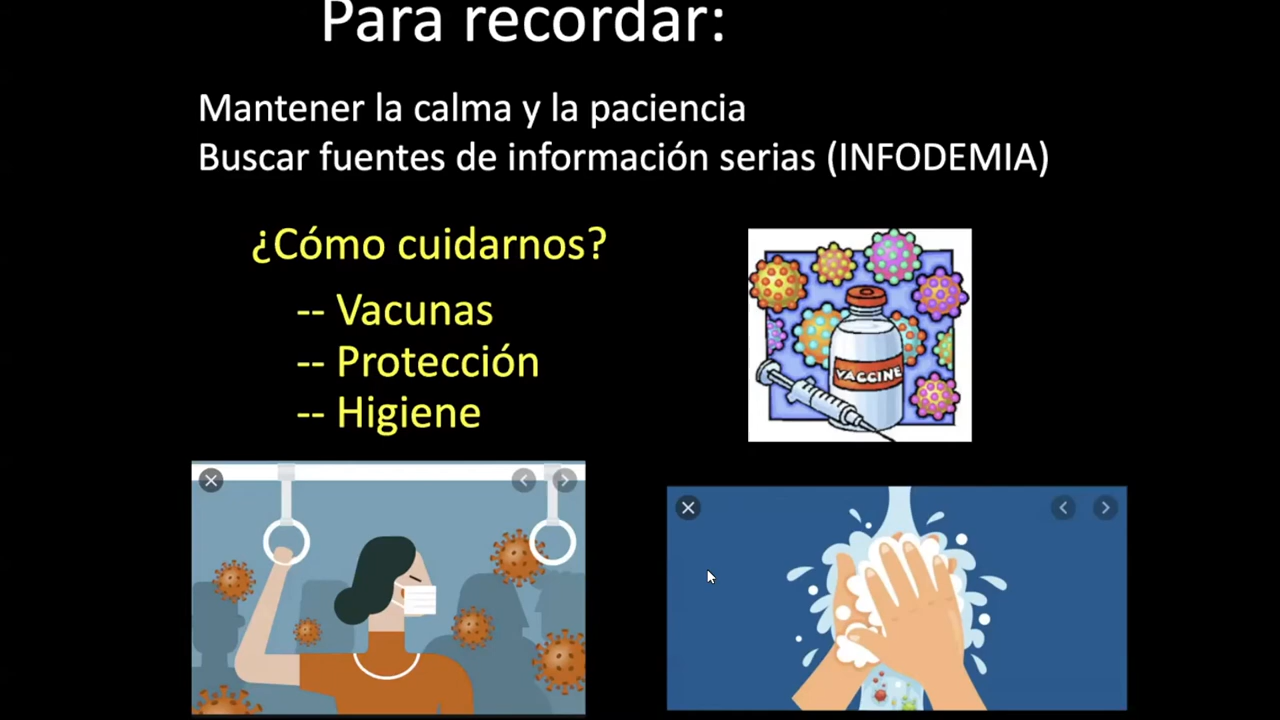 Para recordar:
Mantener la calma y la paciencia
Buscar fuentes de información serias (INFODEMIA)
¿Cómo cuidarnos?
-- Vacunas
-- Protección
-- Higiene
VACCINE